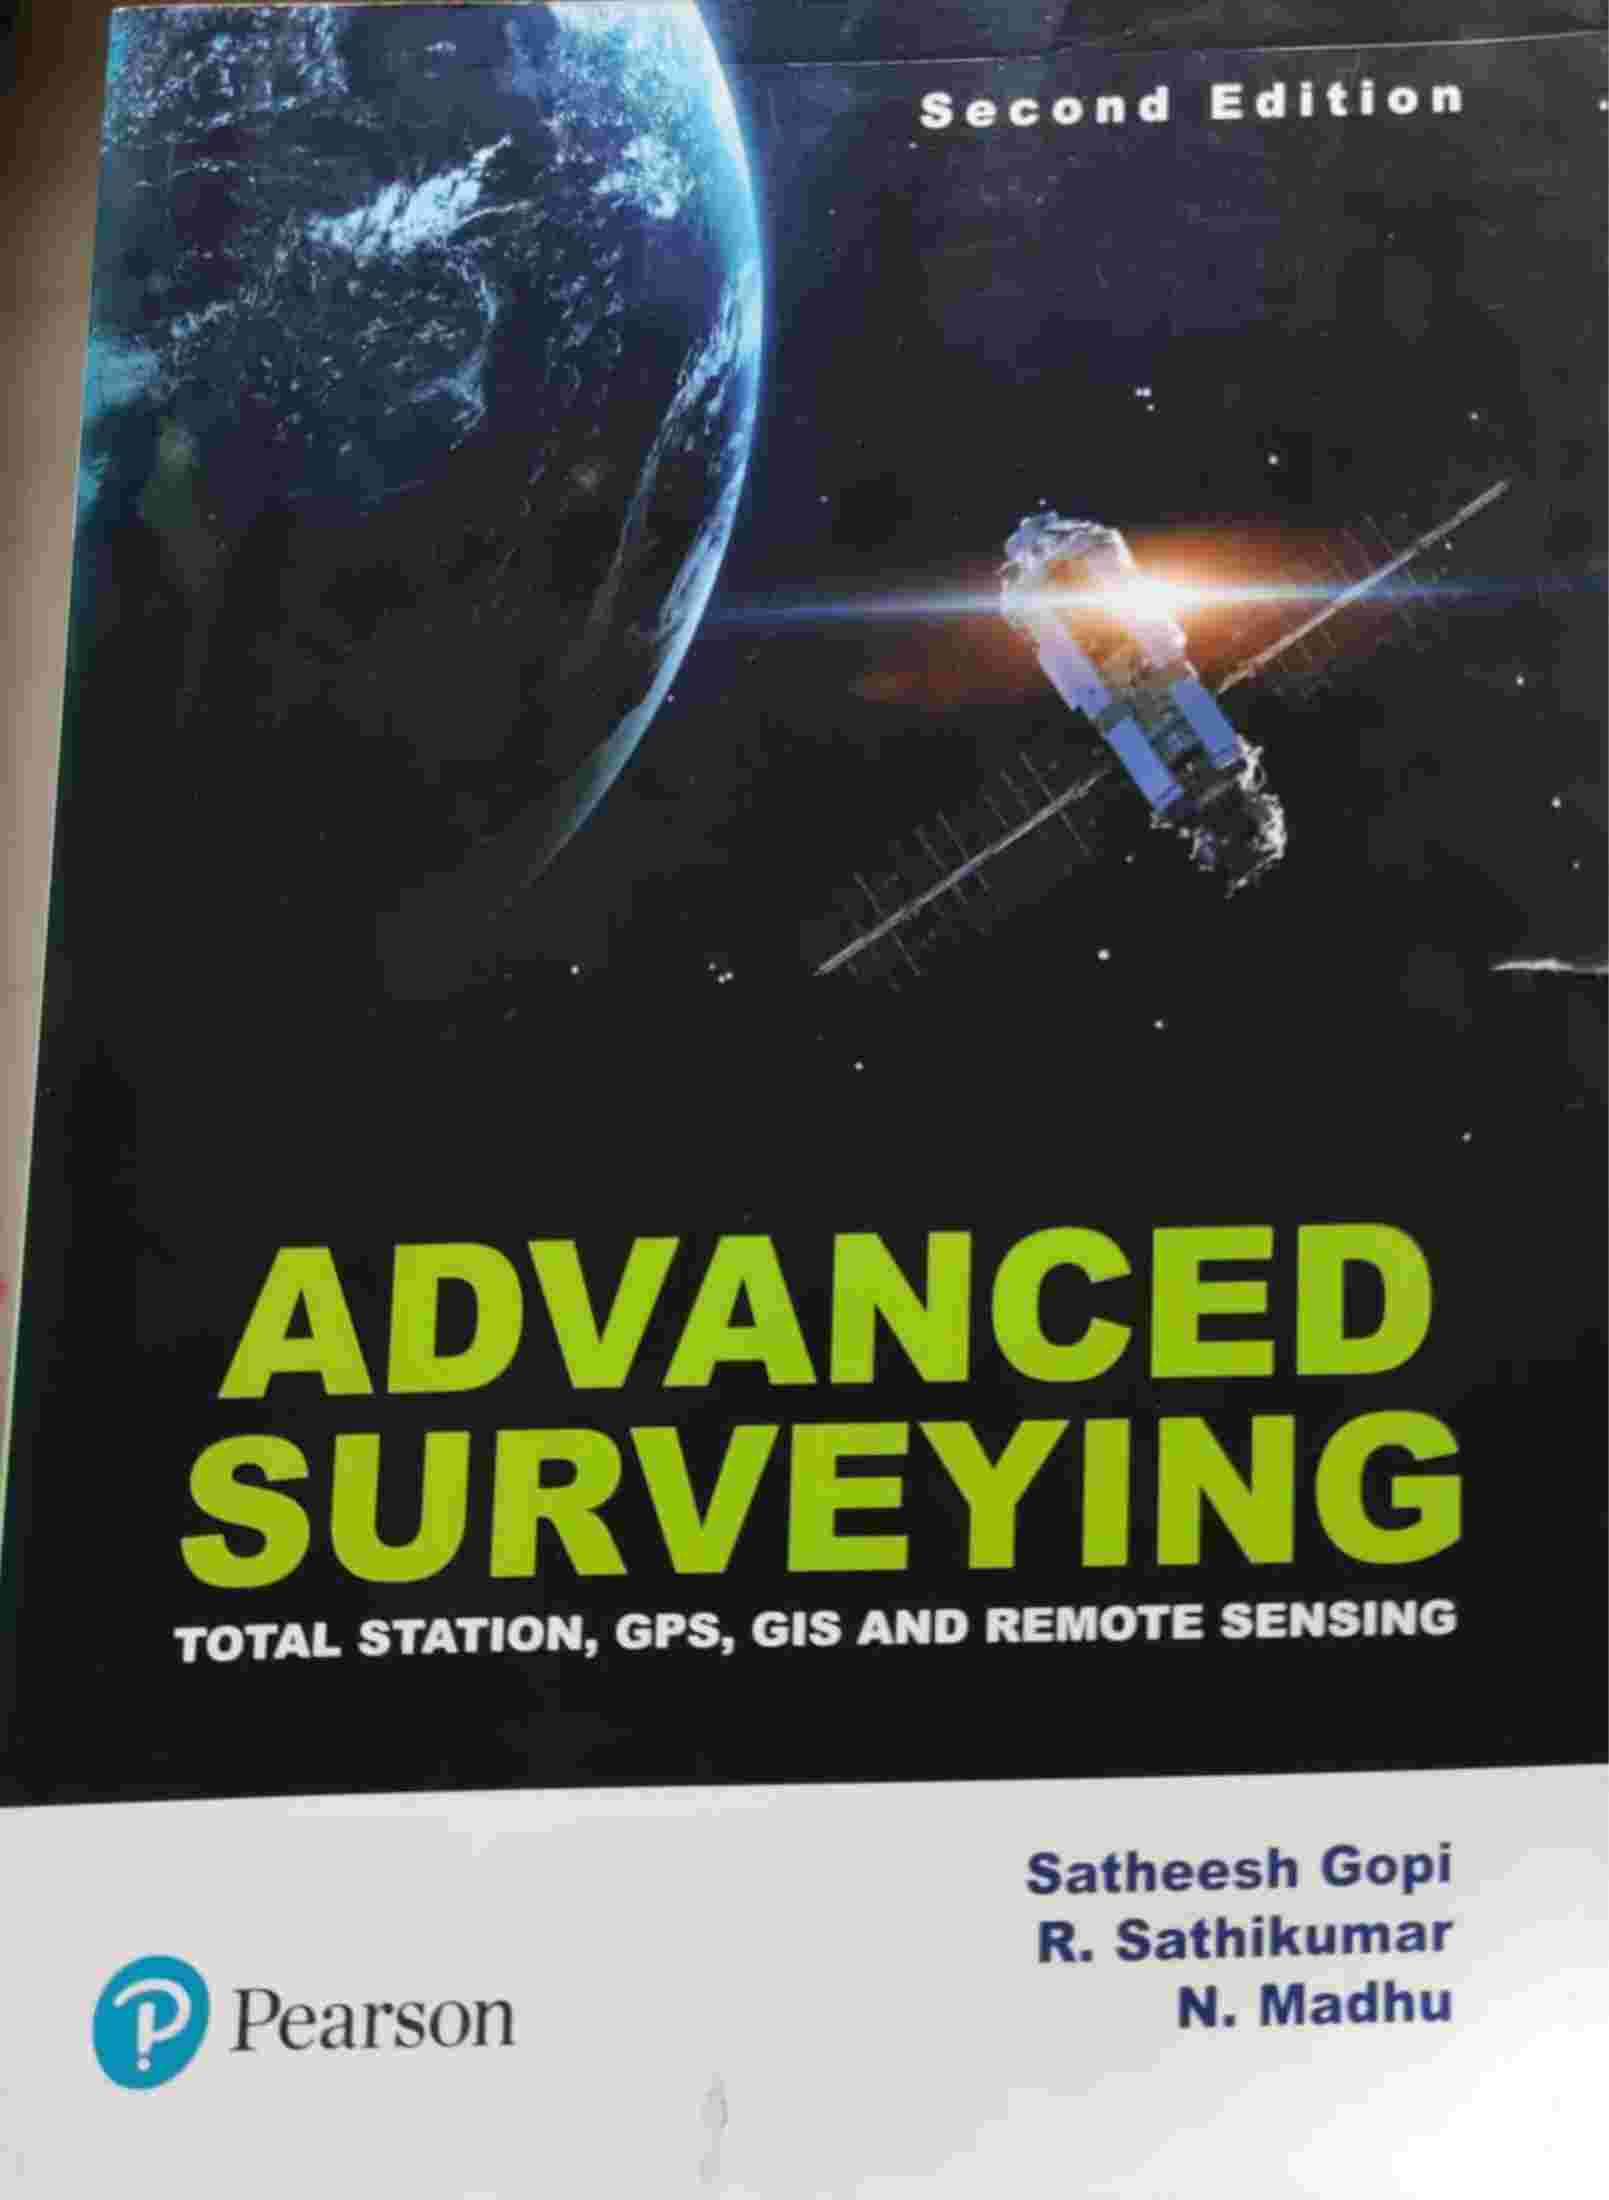 Second Edition
ADVANCED
SURVEYING
TOTAL STATION, GPS, GIS AND REMOTE SENSING
Satheesh Gopi
R. Sathikumar
N. Madhu
Pearson